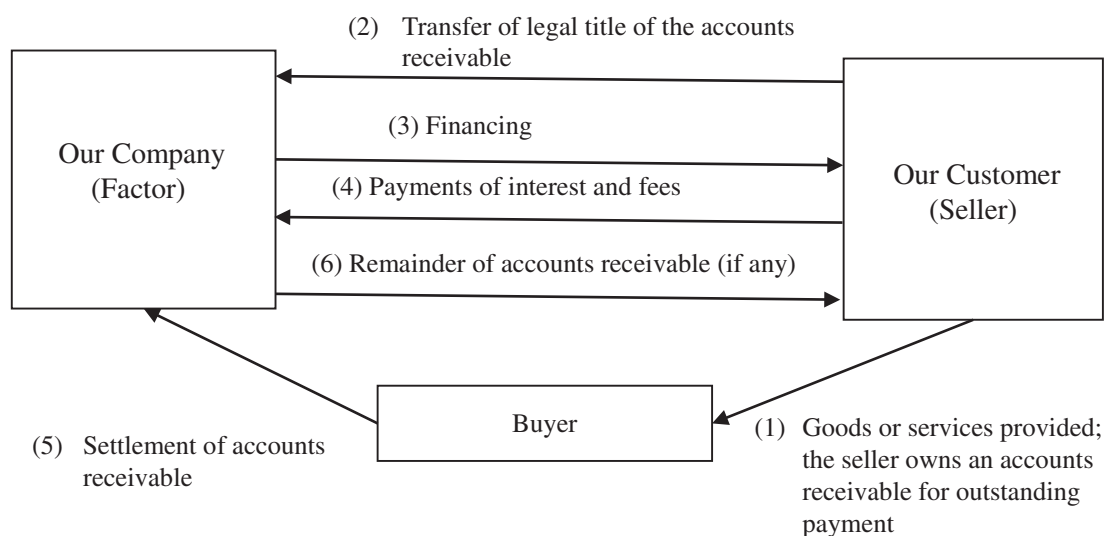 (2) Transfer of legal title of the accounts
receivable
(3) Financing
Our Company
(Factor)
(4) Payments of interest and fees
Our Customer
(Seller)
(6) Remainder of accounts receivable (if any)
Buyer
(5) Settlement of accounts
receivable
(1) Goods or services provided;
the seller owns an accounts
receivable for outstanding
payment